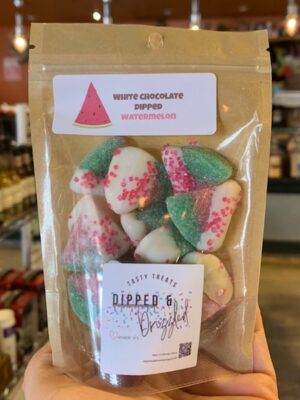 WHITE CHOCOLATE
DIPPED
WATERMELON
TASTY TREATS
DIPPED &
Drizzled